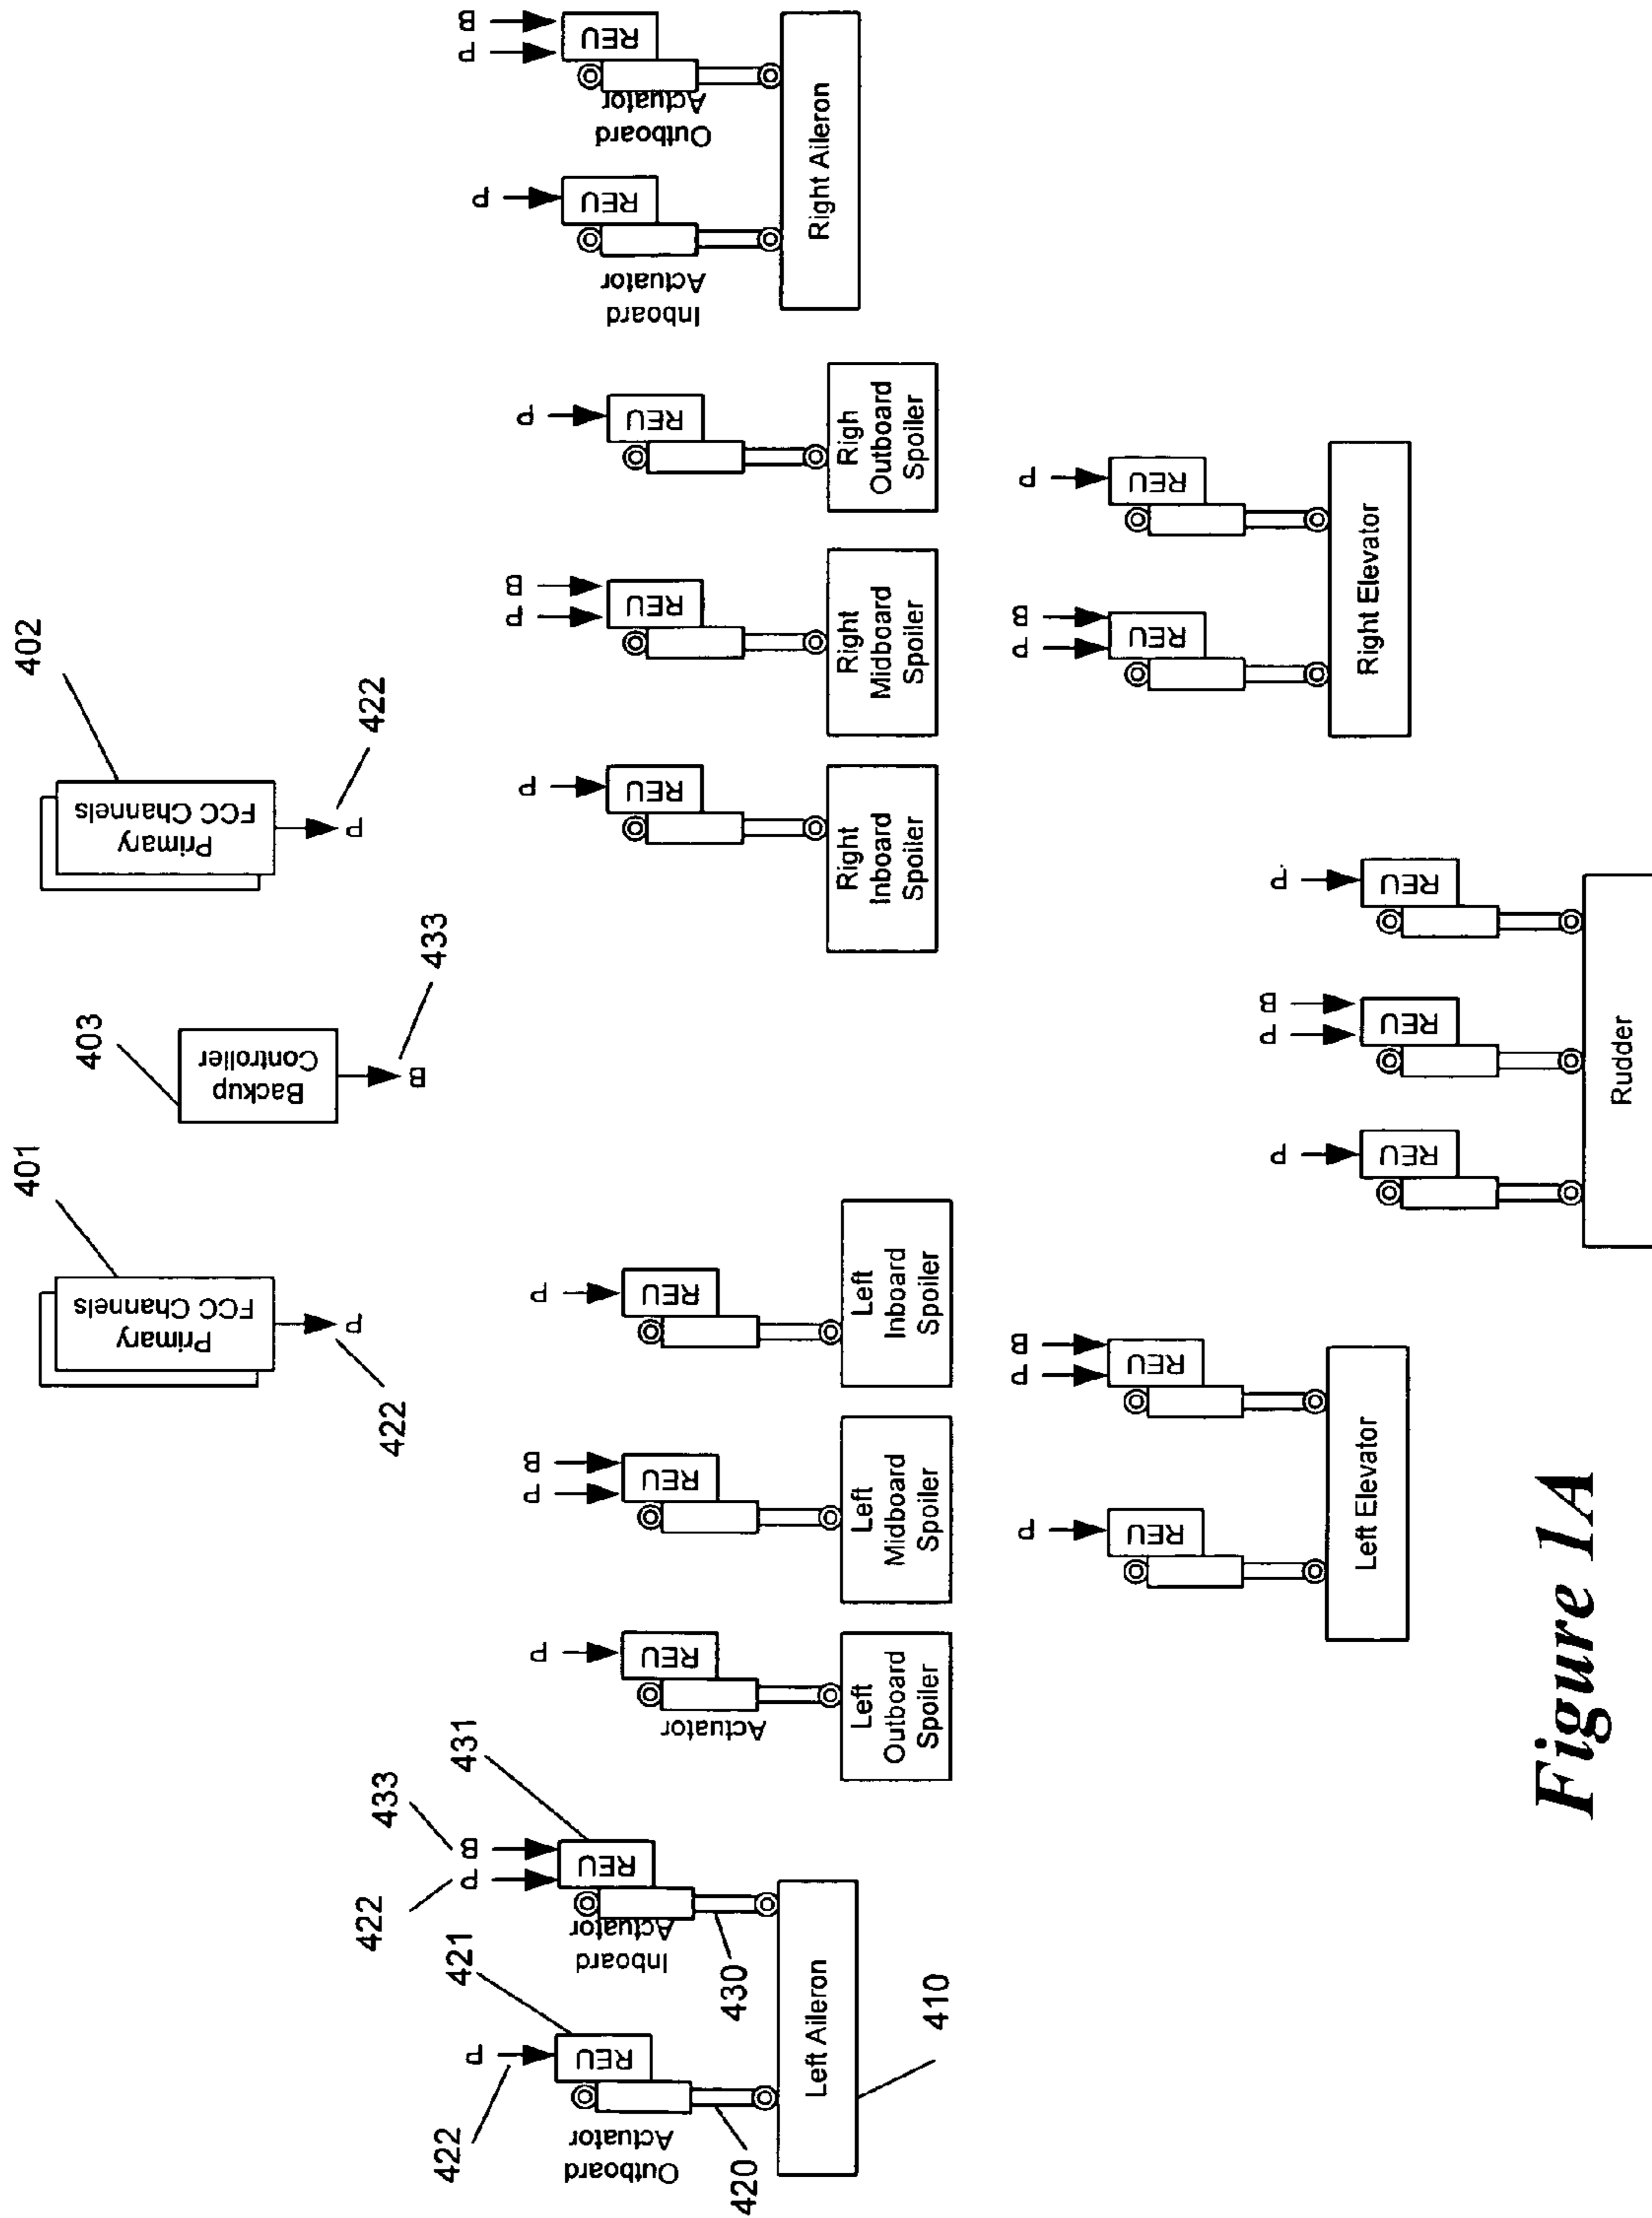 401
Primary
FCC Channels
P
422
403
Backup
Controller
B
433
402
Primary
FCC Channels
P
422
422
P
421
REU
Outboard
Actuator
420
422
433
P
B
431
REU
Inboard
Actuator
430
Left Aileron
410
P
REU
Actuator
Left
Outboard
Spoiler
P
B
REU
Left
Midboard
Spoiler
P
REU
Left
Inboard
Spoiler
P
REU
Right
Inboard
Spoiler
P
B
REU
Right
Midboard
Spoiler
P
REU
Righ
Outboard
Spoiler
P
REU
Inboard
Actuator
P
B
REU
Outboard
Actuator
Right Aileron
P
REU
P
B
REU
Left Elevator
P
REU
P
B
REU
P
REU
Rudder
P
B
REU
P
REU
Right Elevator
Figure 1A